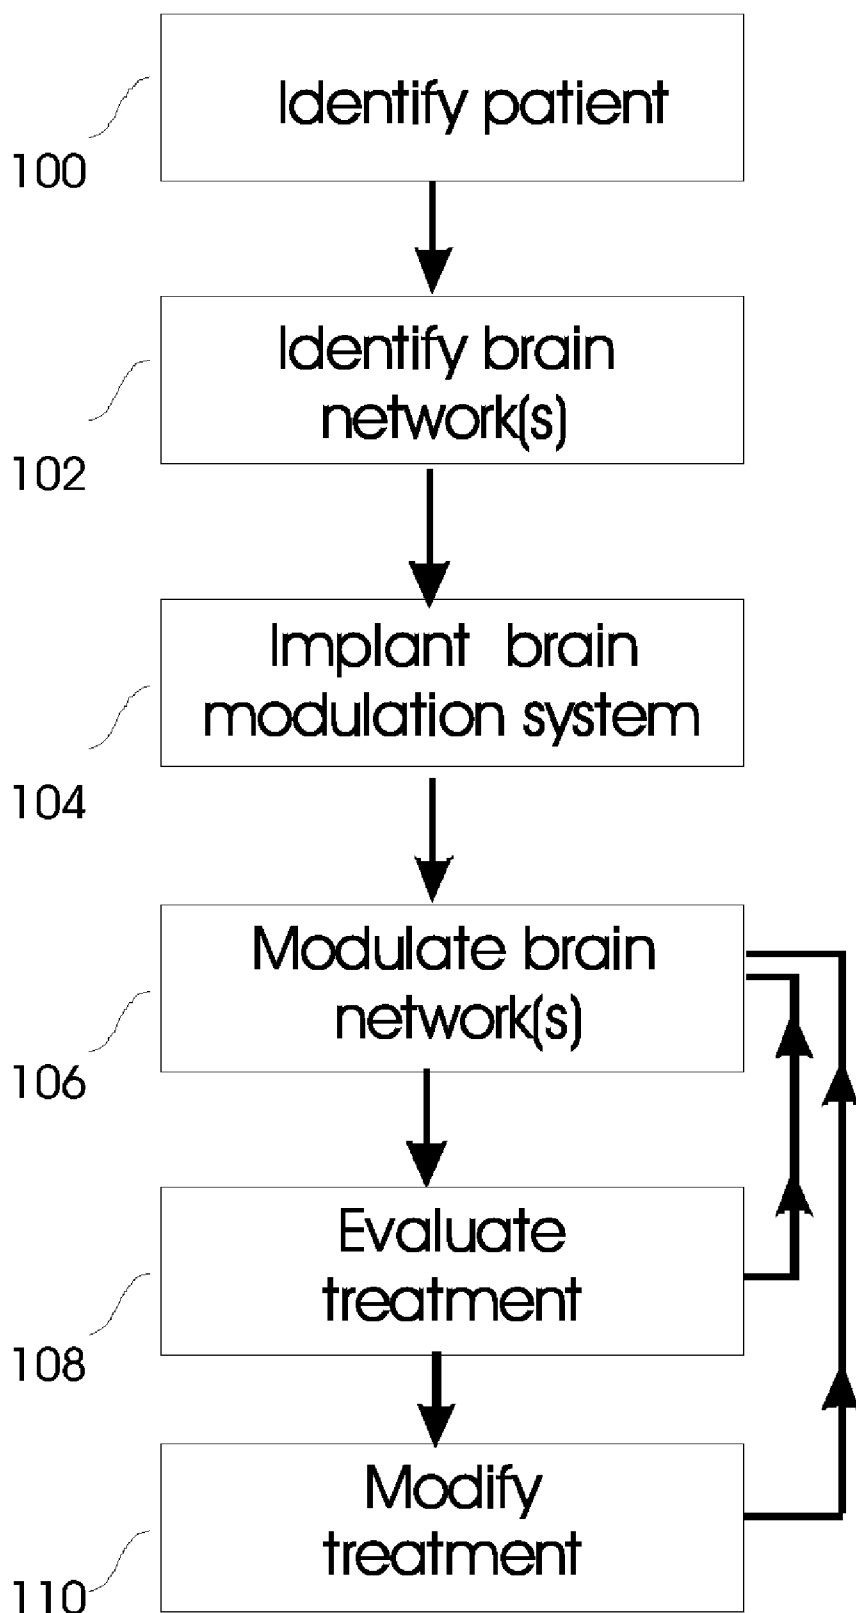 Identify patient
100
Identify brain
network(s)
102
Implant brain
modulation system
104
Modulate brain
network(s)
106
Evaluate
treatment
108
Modify
treatment
110